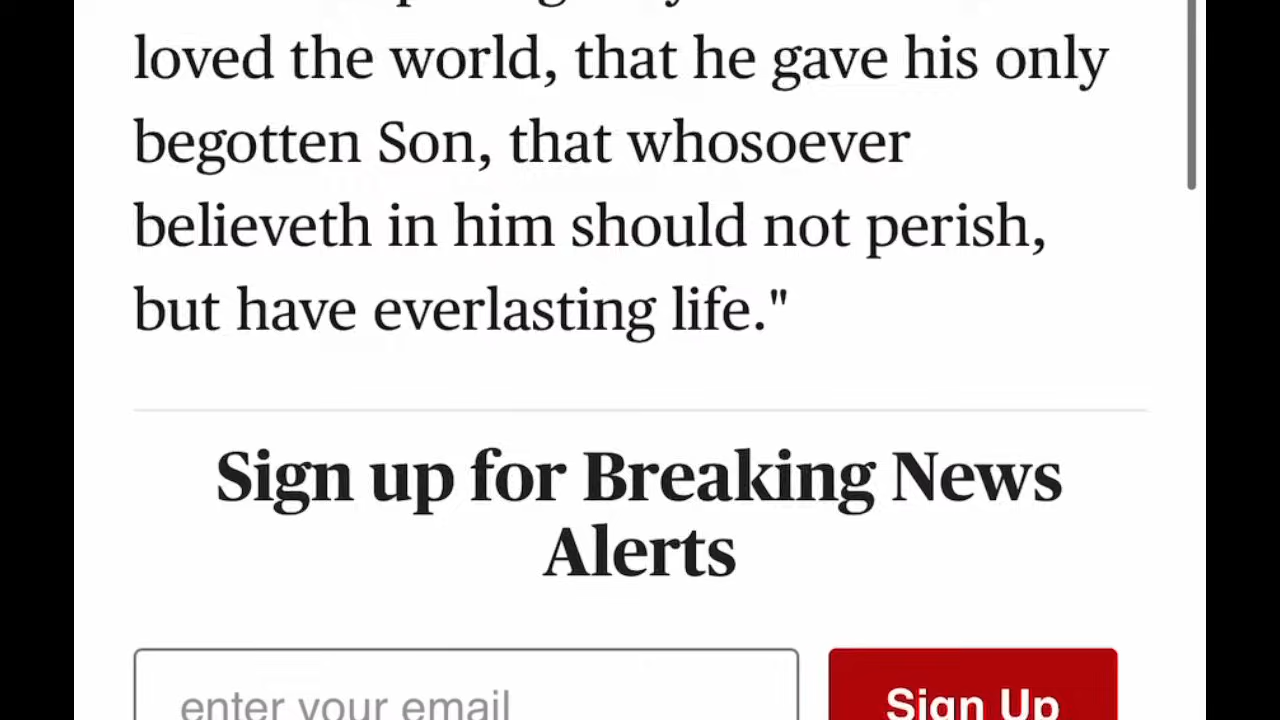 loved the world, that he gave his only
begotten Son, that whosoever
believeth in him should not perish,
but have everlasting life."
Sign up for Breaking News
Alerts
enter your email
Sign Up